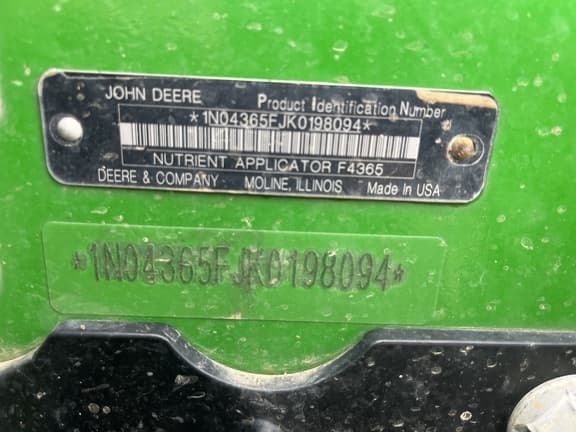 JOHN DEERE Product Identification Number
*1N04365FJK0198094*
NUTRIENT APPLICATOR F4365
DEERE & COMPANY MOLINE, ILLINOIS Made In USA
*1N04365FJK0198094*